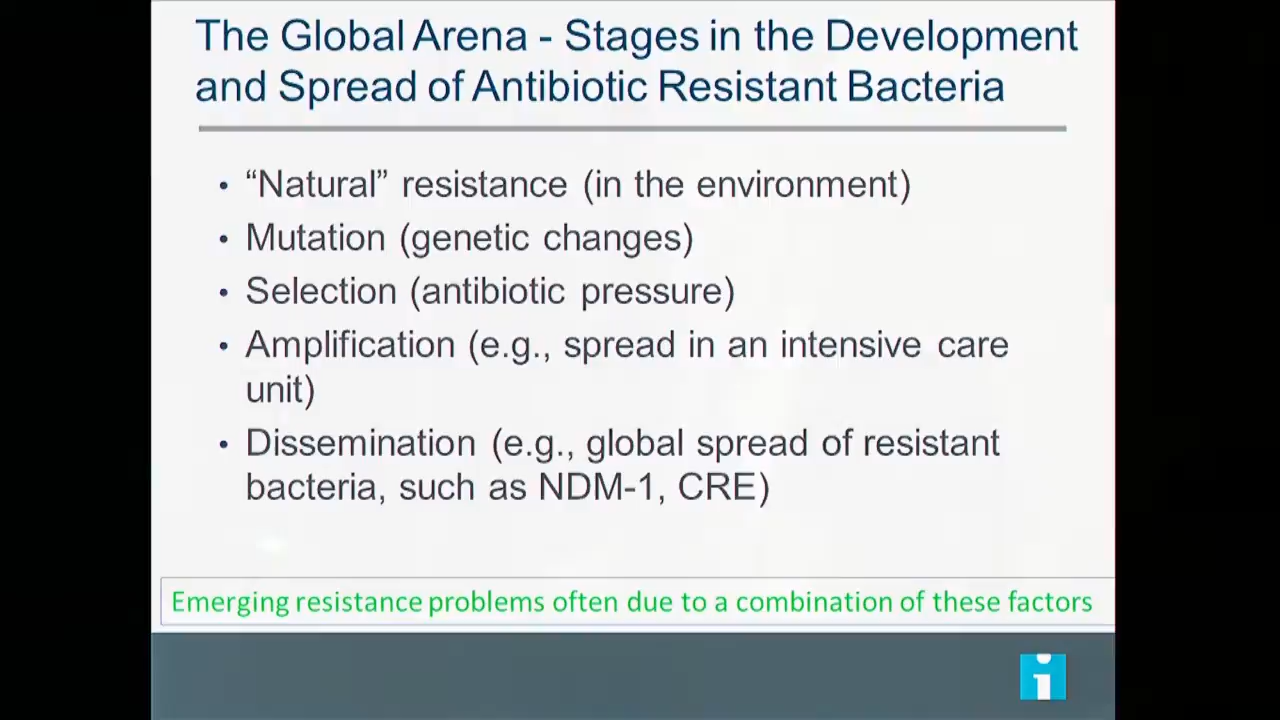 The Global Arena - Stages in the Development
and Spread of Antibiotic Resistant Bacteria
• “Natural” resistance (in the environment)
• Mutation (genetic changes)
• Selection (antibiotic pressure)
• Amplification (e.g., spread in an intensive care
unit)
• Dissemination (e.g., global spread of resistant
bacteria, such as NDM-1, CRE)
Emerging resistance problems often due to a combination of these factors
i